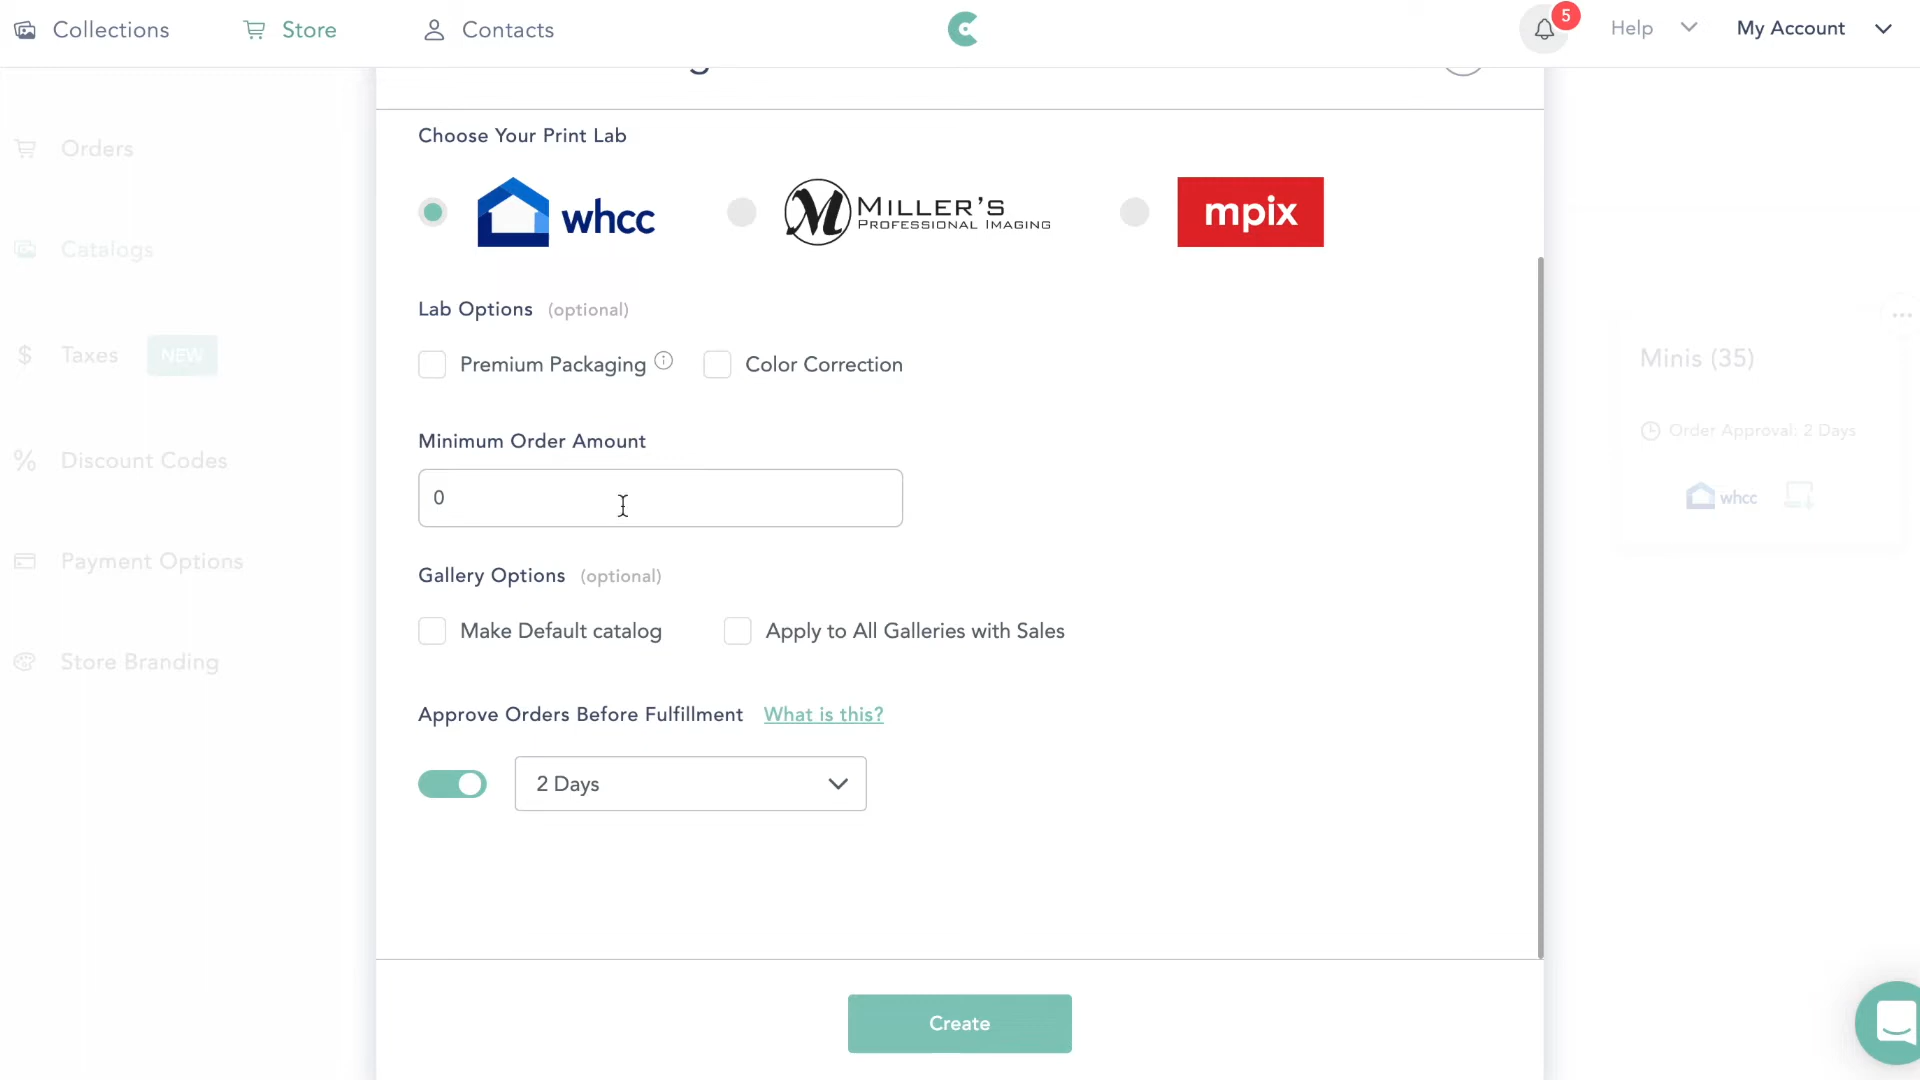 Collections
Store
Contacts
5
Help
My Account
Orders
Catalogs
Taxes NEW
Discount Codes
Payment Options
Store Branding
Choose Your Print Lab
whcc
MILLER'S
PROFESSIONAL IMAGING
mpix
Lab Options (optional)
Premium Packaging
Color Correction
Minimum Order Amount
0
Gallery Options (optional)
Make Default catalog
Apply to All Galleries with Sales
Approve Orders Before Fulfillment What is this?
2 Days
Create
Minis (35)
Order Approval: 2 Days
whcc